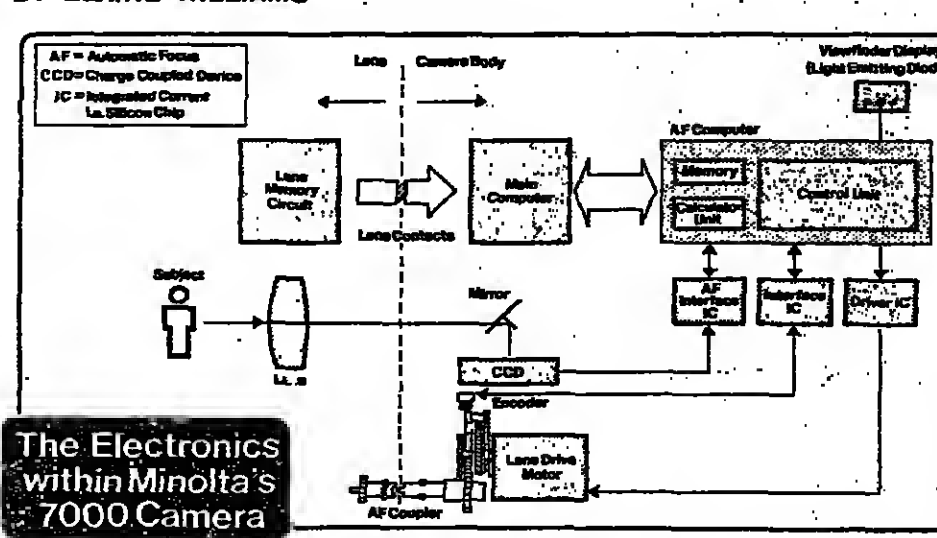 AF = Automatic Focus
CCD = Charge Coupled Device
IC = Integrated Current
i.e. Silicon Chip
Lens
Camera Body
Viewfinder Display
(Light Emitting Diod
AF Computer
Lens
Memory
Circuit
Main
Computer
Memory
Calculator
Unit
Control Unit
Lens Contacts
Subject
Mirror
AF
Interface
IC
Interface
IC
Driver IC
CCD
Encoder
Lens Drive
Motor
AF Coupler
The Electronics
within Minolta's
7000 Camera